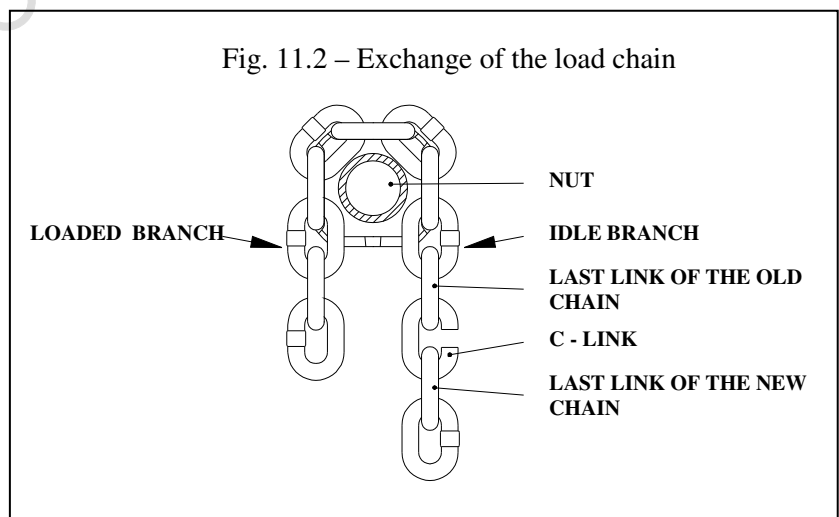 Fig. 11.2 – Exchange of the load chain
NUT
LOADED BRANCH
IDLE BRANCH
LAST LINK OF THE OLD
CHAIN
C - LINK
LAST LINK OF THE NEW
CHAIN